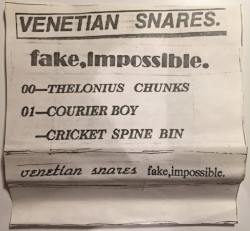 VENETIAN SNARES.
fake,impossible.
00—THELONIUS CHUNKS
01—COURIER BOY
—CRICKET SPINE BIN
venetian snares fake,impossible.